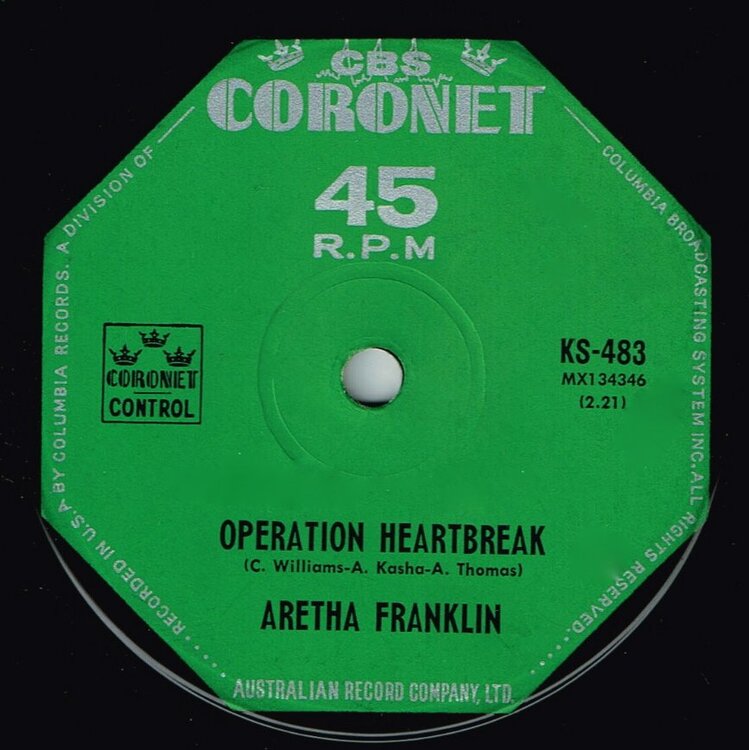 CBS
CORONET
45
R.P.M
CORONET
CONTROL
KS-483
MX134346
(2.21)
OPERATION HEARTBREAK
(C. Williams-A. Kasha-A. Thomas)
ARETHA FRANKLIN
....RECORDED IN U.S.A BY COLUMBIA RECORDS. A DIVISION OF — COLUMBIA BROADCASTING SYSTEM INC. ALL RIGHTS RESERVED....
....AUSTRALIAN RECORD COMPANY, LTD....